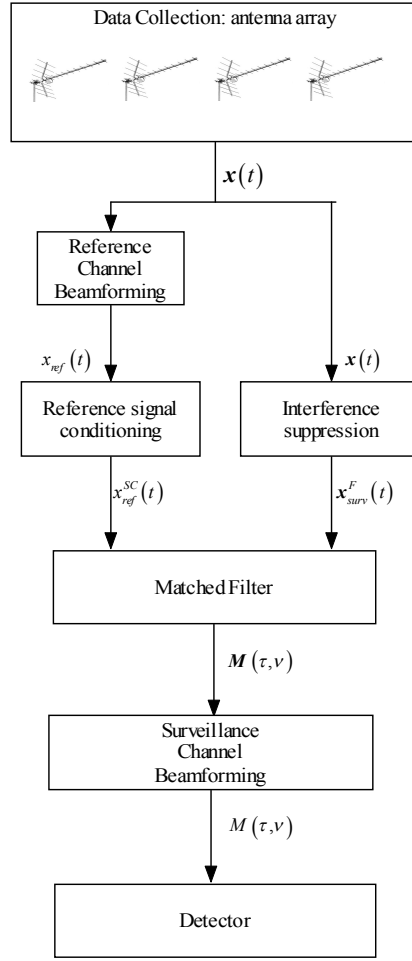 Data Collection: antenna array
x(t)
Reference
Channel
Beamforming
x_ref(t)
x(t)
Reference signal
conditioning
Interference
suppression
x_ref^SC(t)
x_surv^F(t)
Matched Filter
M(τ,ν)
Surveillance
Channel
Beamforming
M(τ,ν)
Detector